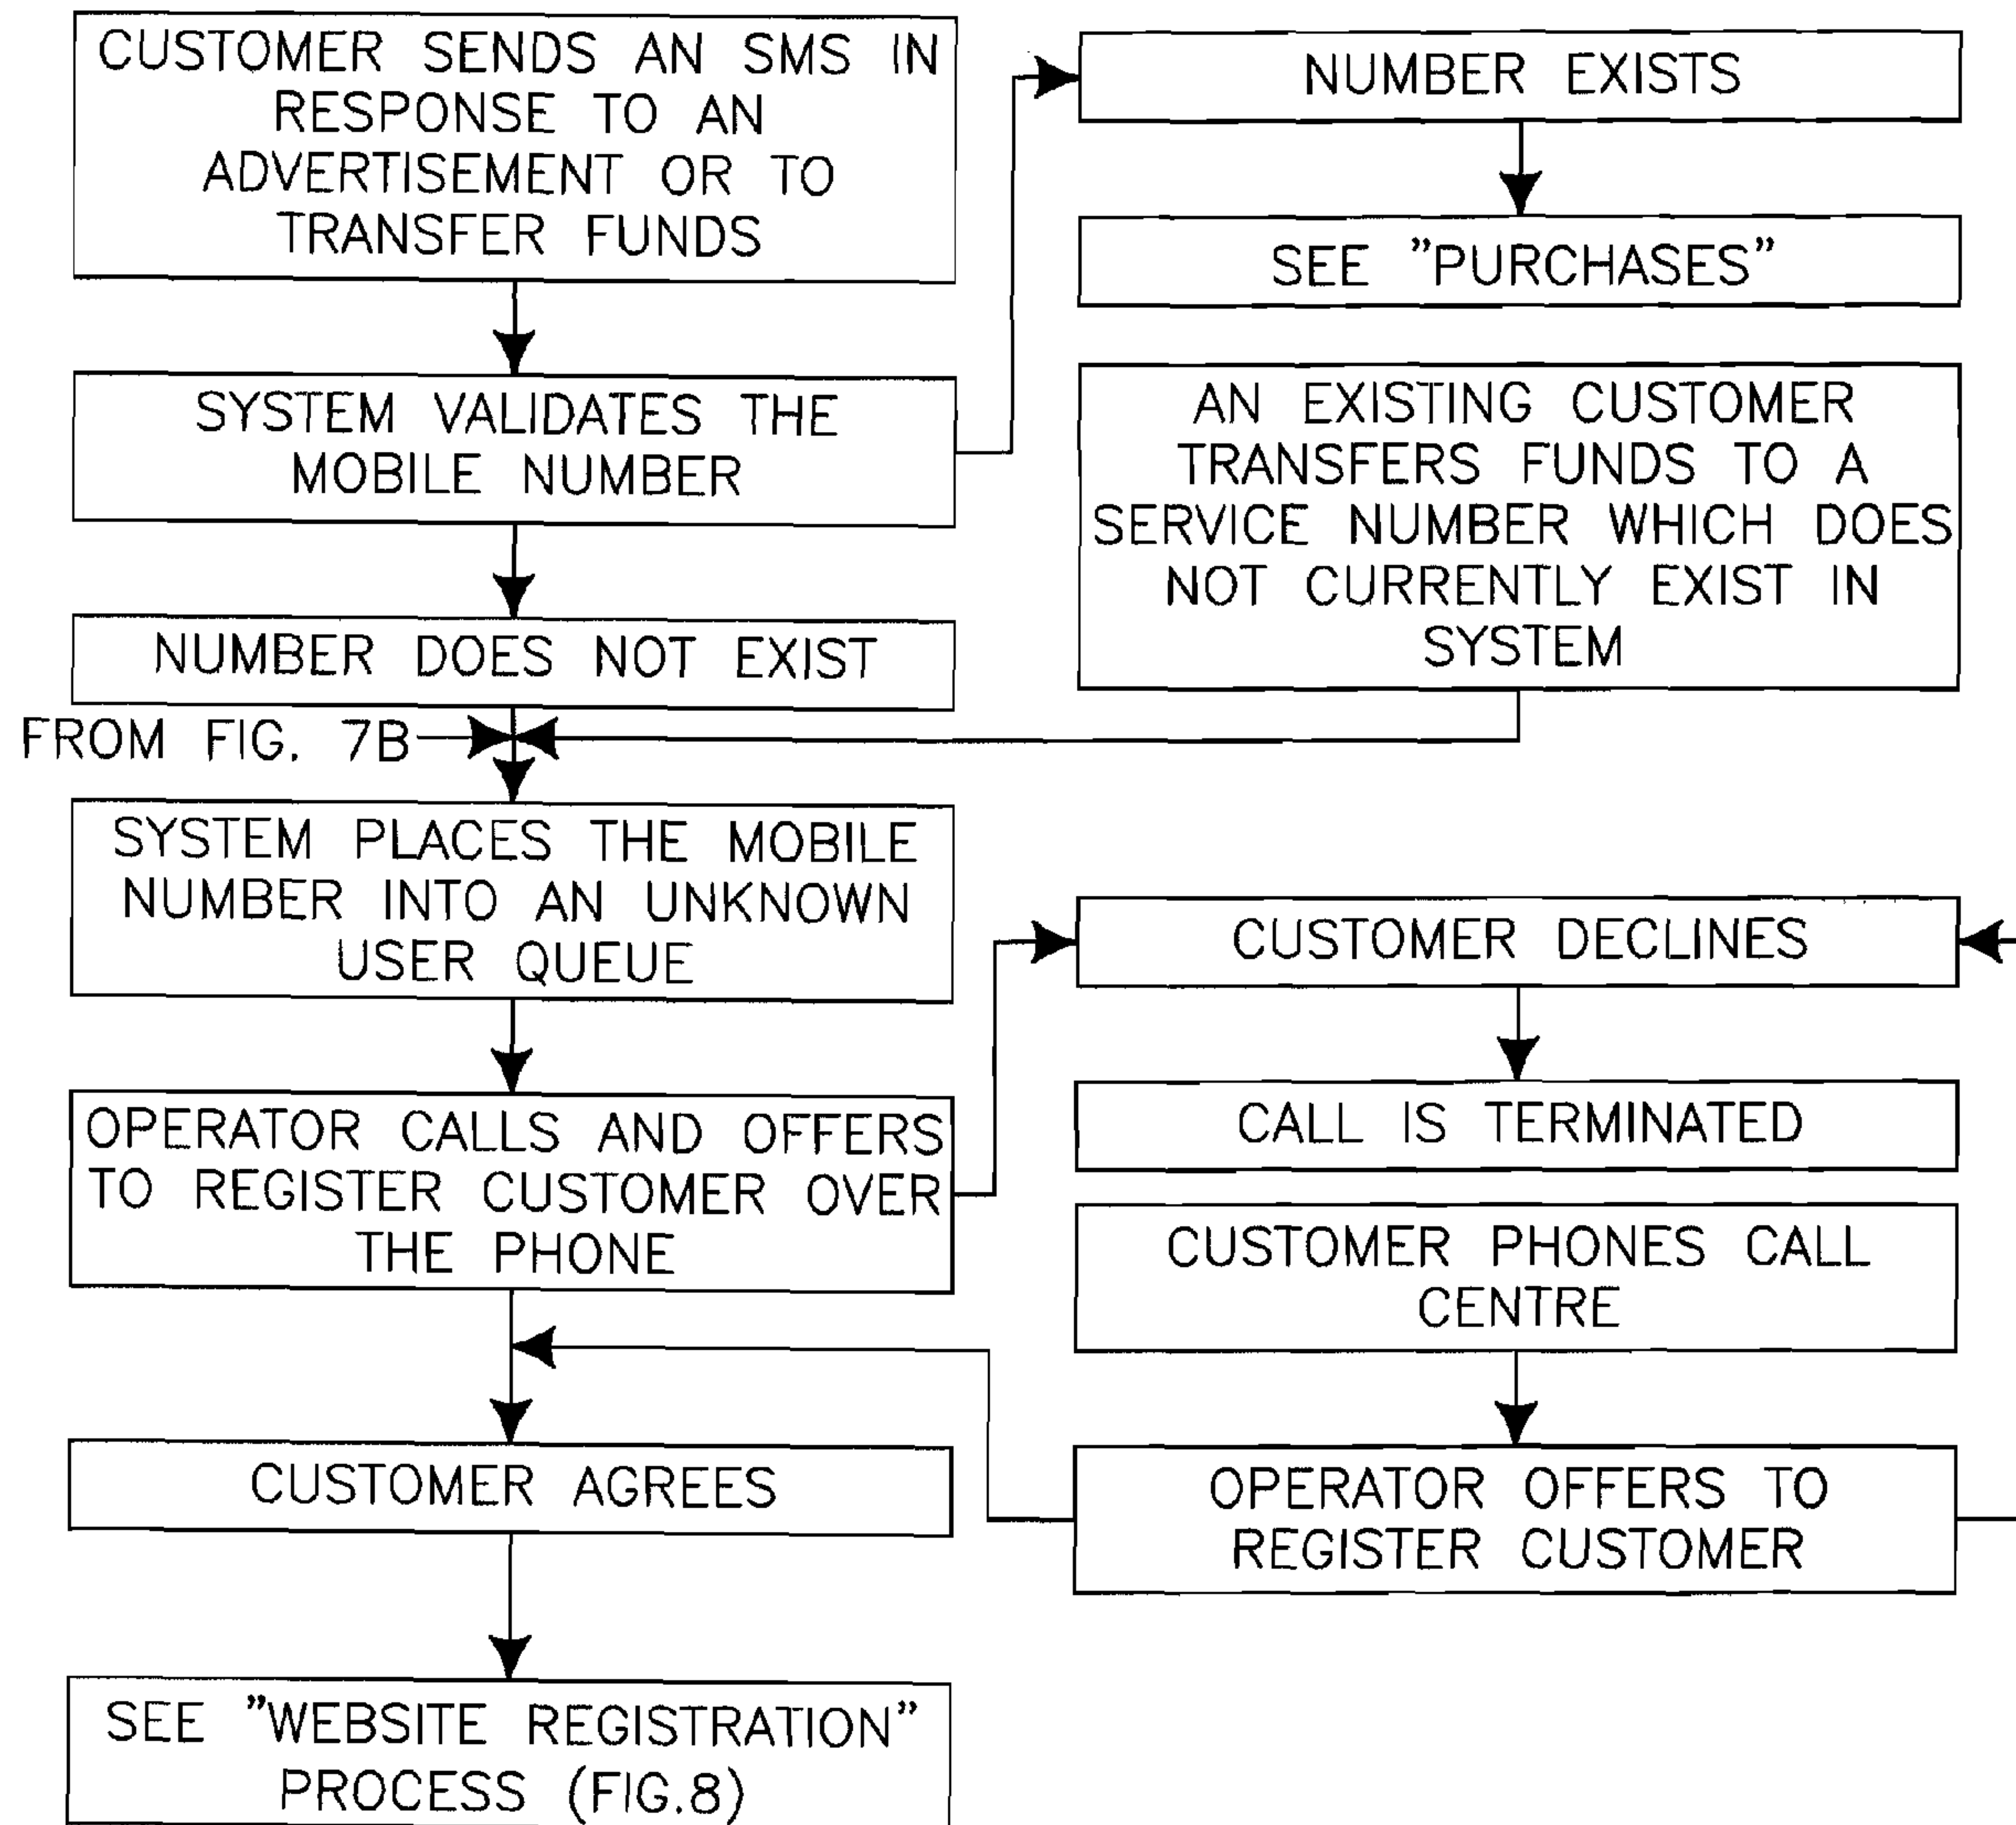 CUSTOMER SENDS AN SMS IN
RESPONSE TO AN
ADVERTISEMENT OR TO
TRANSFER FUNDS
NUMBER EXISTS
SEE "PURCHASES"
SYSTEM VALIDATES THE
MOBILE NUMBER
AN EXISTING CUSTOMER
TRANSFERS FUNDS TO A
SERVICE NUMBER WHICH DOES
NOT CURRENTLY EXIST IN
SYSTEM
NUMBER DOES NOT EXIST
FROM FIG. 7B
SYSTEM PLACES THE MOBILE
NUMBER INTO AN UNKNOWN
USER QUEUE
CUSTOMER DECLINES
CALL IS TERMINATED
OPERATOR CALLS AND OFFERS
TO REGISTER CUSTOMER OVER
THE PHONE
CUSTOMER PHONES CALL
CENTRE
CUSTOMER AGREES
OPERATOR OFFERS TO
REGISTER CUSTOMER
SEE "WEBSITE REGISTRATION"
PROCESS (FIG.8)